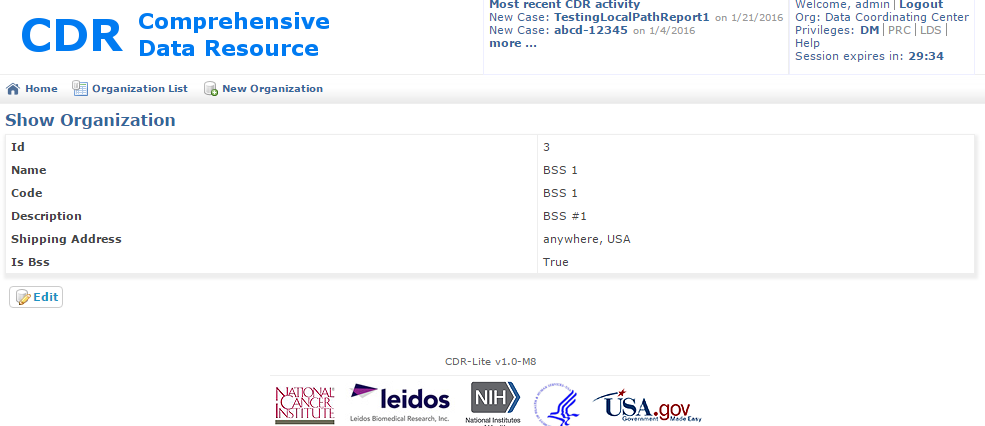 CDR Comprehensive
Data Resource
Most recent CDR activity
New Case: TestingLocalPathReport1 on 1/21/2016
New Case: abcd-12345 on 1/4/2016
more ...
Welcome, admin | Logout
Org: Data Coordinating Center
Privileges: DM | PRC | LDS |
Help
Session expires in: 29:34
Home Organization List New Organization
Show Organization
Id 3
Name BSS 1
Code BSS 1
Description BSS #1
Shipping Address anywhere, USA
Is Bss True
Edit
CDR-Lite v1.0-M8
NATIONAL
CANCER
INSTITUTE
leidos
Leidos Biomedical Research, Inc.
NIH
National Institutes
USA.gov
Government Made Easy